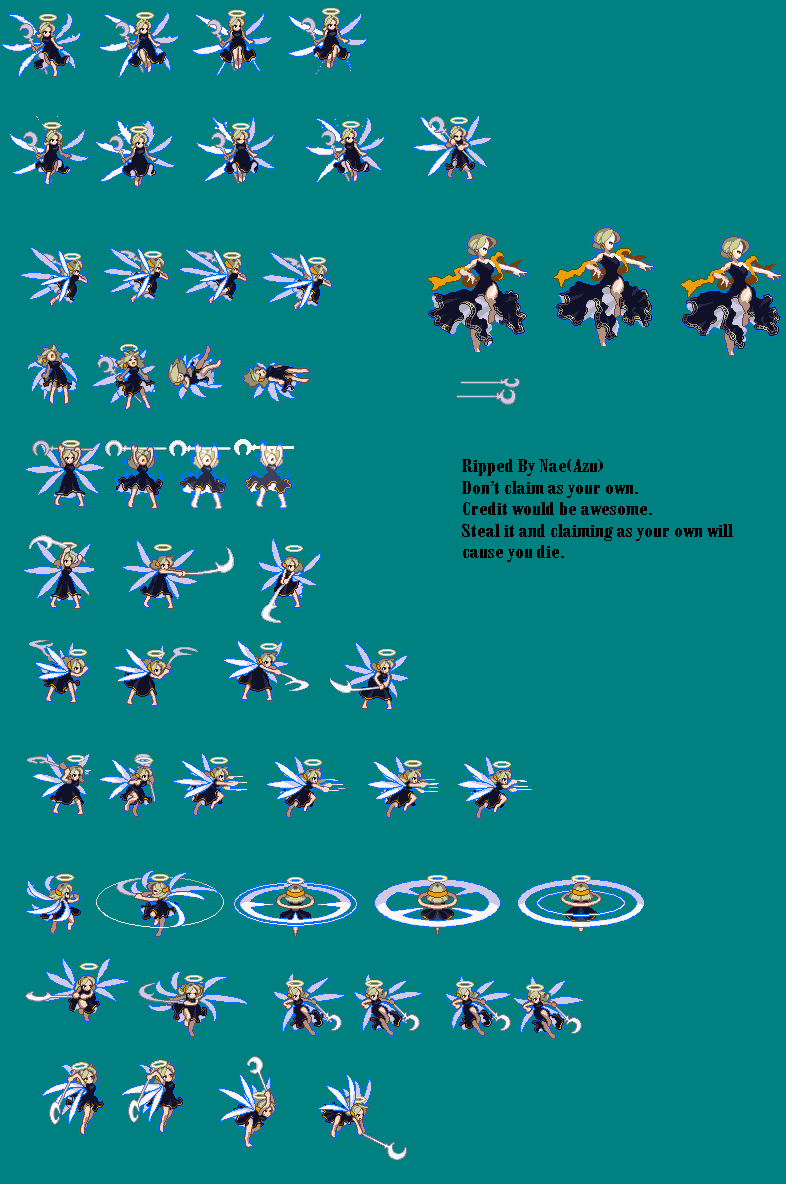 Ripped By Nae(Azu)
Don't claim as your own.
Credit would be awesome.
Steal it and claiming as your own will
cause you die.